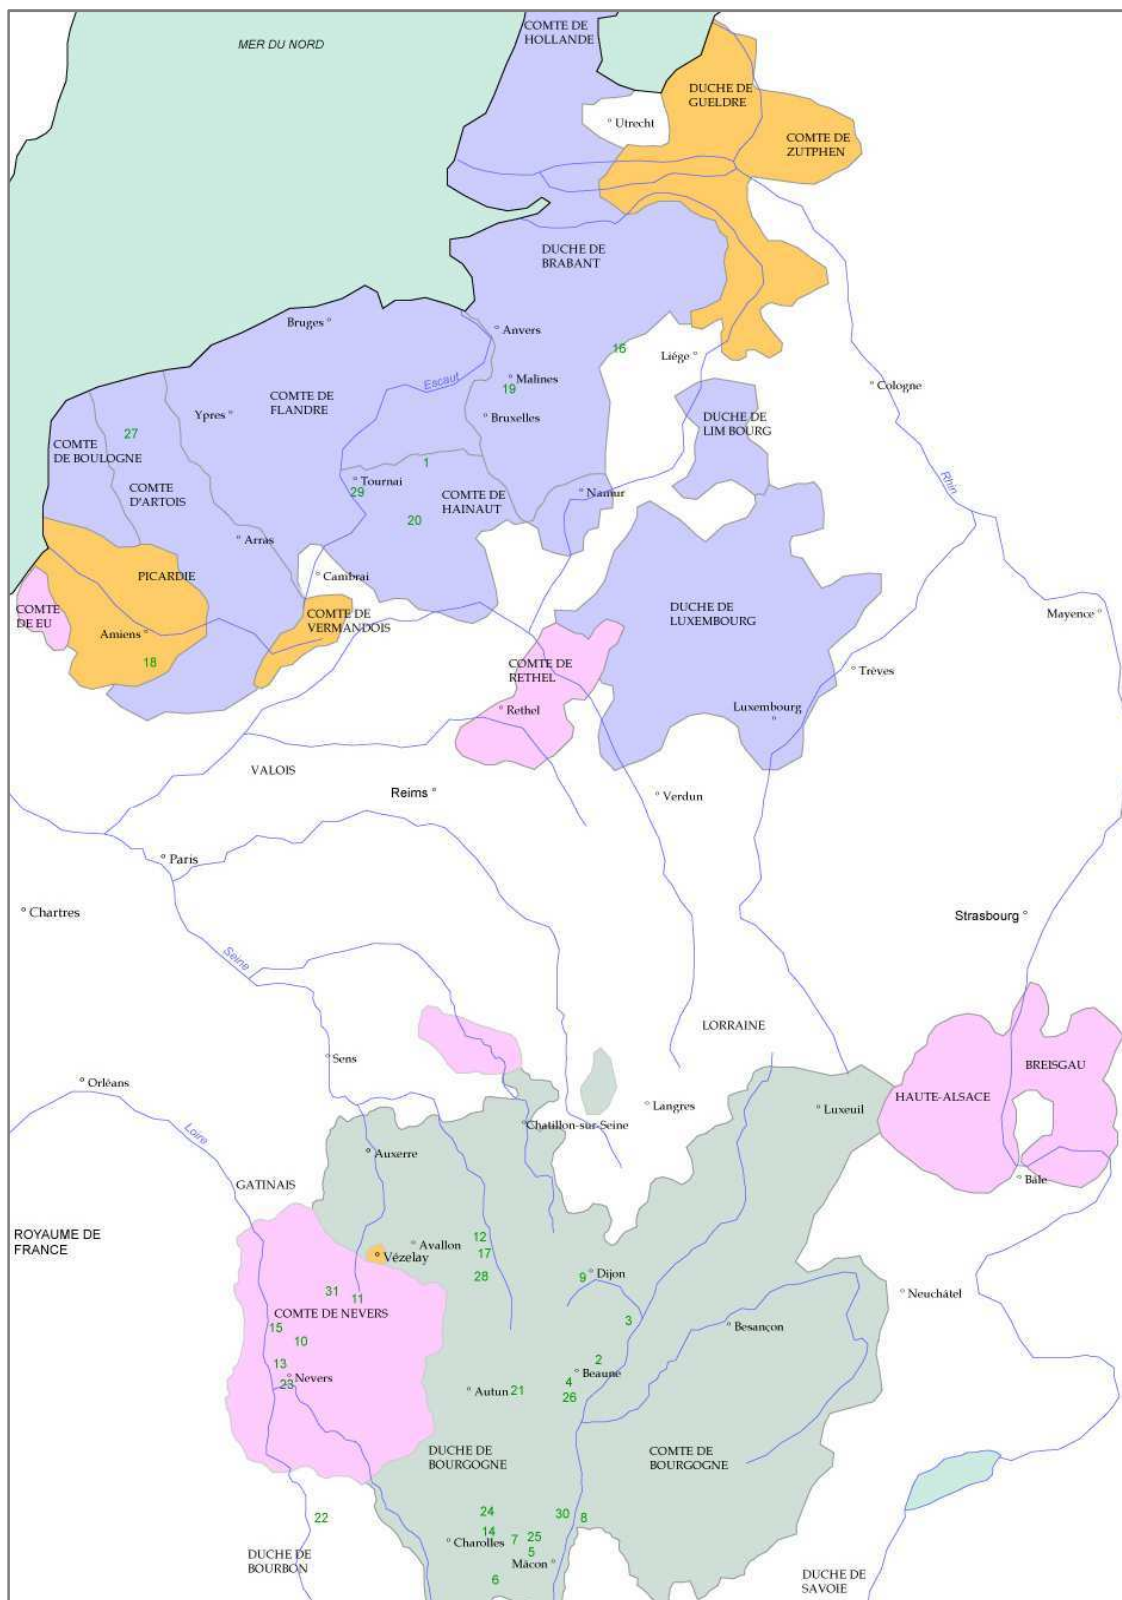 COMTE DE
HOLLANDE
MER DU NORD
DUCHE DE
GUELDRE
Utrecht
COMTE DE
ZUTPHEN
DUCHE DE
BRABANT
Bruges
Anvers
16
Liége
Escaut
Malines
19
Cologne
COMTE DE
FLANDRE
Ypres
Bruxelles
DUCHE DE
LIM BOURG
27
COMTE
DE BOULOGNE
1
Tournai
29
COMTE
D'ARTOIS
COMTE DE
HAINAUT
Namur
Rhin
20
Arras
PICARDIE
Cambrai
COMTE
DE EU
COMTE DE
VERMANDOIS
DUCHE DE
LUXEMBOURG
Mayence
Amiens
18
COMTE DE
RETHEL
Trèves
Rethel
Luxembourg
VALOIS
Reims
Verdun
Paris
Chartres
Strasbourg
Seine
LORRAINE
Sens
Orléans
BREISGAU
HAUTE-ALSACE
Langres
Luxeuil
Loire
Chatillon-sur-Seine
Auxerre
GATINAIS
Bâle
ROYAUME DE
FRANCE
12
Avallon
17
Vézelay
28
9
Dijon
31
11
Neuchâtel
COMTE DE NEVERS
15
3
Besançon
10
2
13
Beaune
Nevers
23
4
Autun
21
26
DUCHE DE
BOURGOGNE
COMTE DE
BOURGOGNE
24
30
8
22
14
7
25
Charolles
5
Mâcon
DUCHE DE
BOURBON
6
DUCHE DE
SAVOIE